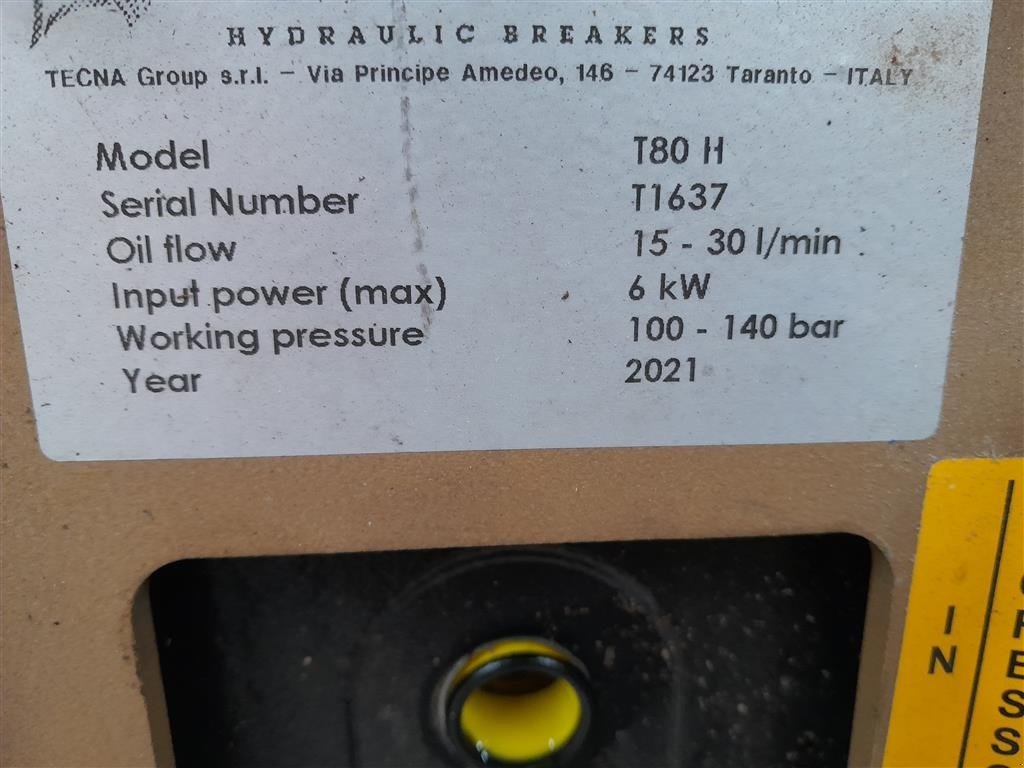 HYDRAULIC BREAKERS
TECNA Group s.r.l. - Via Principe Amedeo, 146 - 74123 Taranto - ITALY
Model T80 H
Serial Number T1637
Oil flow 15 - 30 l/min
Input power (max) 6 kW
Working pressure 100 - 140 bar
Year 2021
IN